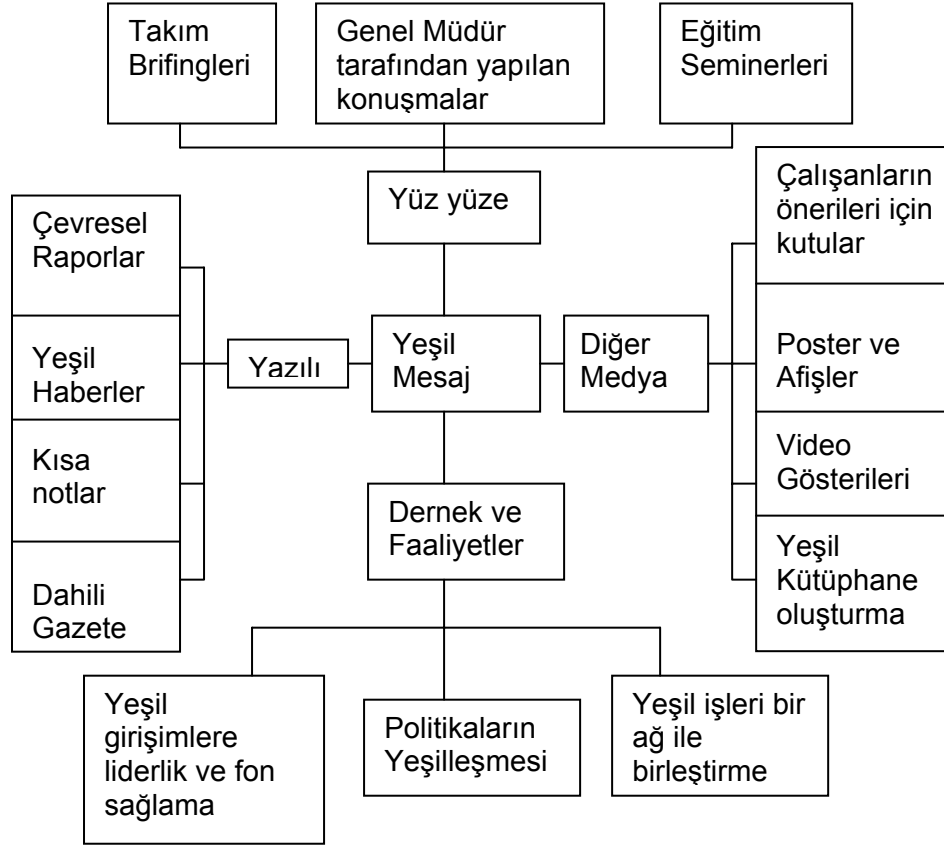 Takım
Brifingleri
Genel Müdür
tarafından yapılan
konuşmalar
Eğitim
Seminerleri
Yüz yüze
Çevresel
Raporlar
Yeşil
Haberler
Kısa
notlar
Dahili
Gazete
Yazılı
Yeşil
Mesaj
Diğer
Medya
Çalışanların
önerileri için
kutular
Poster ve
Afişler
Video
Gösterileri
Yeşil
Kütüphane
oluşturma
Dernek ve
Faaliyetler
Yeşil
girişimlere
liderlik ve fon
sağlama
Politikaların
Yeşilleşmesi
Yeşil işleri bir
ağ ile
birleştirme